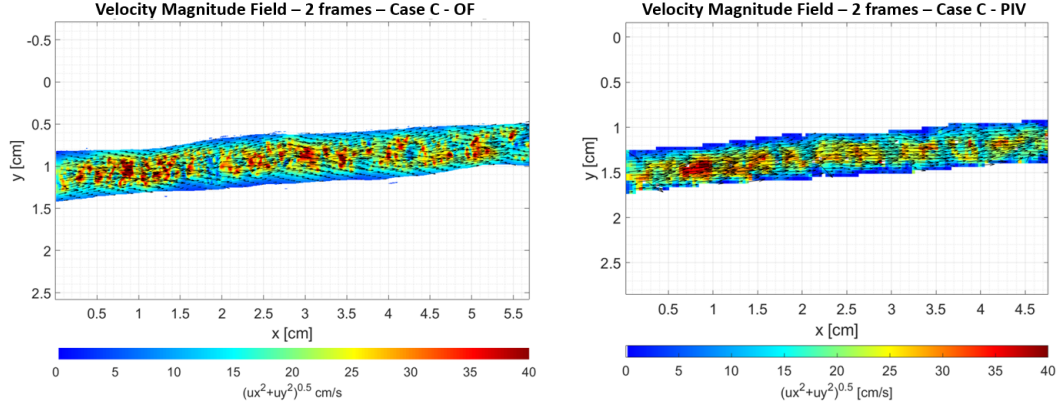 Velocity Magnitude Field – 2 frames – Case C - OF
-0.5
0
0.5
1
1.5
2
2.5
y [cm]
0.5 1 1.5 2 2.5 3 3.5 4 4.5 5 5.5
x [cm]
0 5 10 15 20 25 30 35 40
(ux²+uy²)⁰·⁵ cm/s
Velocity Magnitude Field – 2 frames – Case C - PIV
0
0.5
1
1.5
2
2.5
y [cm]
0.5 1 1.5 2 2.5 3 3.5 4 4.5
x [cm]
0 5 10 15 20 25 30 35 40
(ux²+uy²)⁰·⁵ [cm/s]